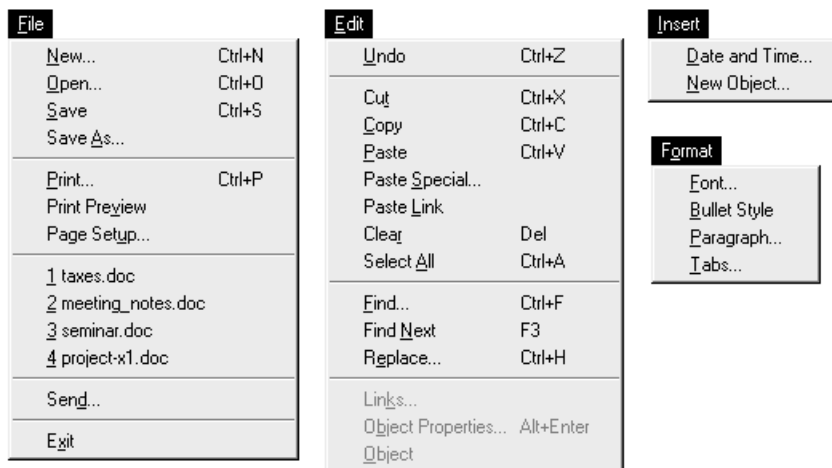 File
New... Ctrl+N
Open... Ctrl+O
Save Ctrl+S
Save As...
Print... Ctrl+P
Print Preview
Page Setup...
1 taxes.doc
2 meeting_notes.doc
3 seminar.doc
4 project-x1.doc
Send...
Exit
Edit
Undo Ctrl+Z
Cut Ctrl+X
Copy Ctrl+C
Paste Ctrl+V
Paste Special...
Paste Link
Clear Del
Select All Ctrl+A
Find... Ctrl+F
Find Next F3
Replace... Ctrl+H
Links...
Object Properties... Alt+Enter
Object
Insert
Date and Time...
New Object...
Format
Font...
Bullet Style
Paragraph...
Tabs...